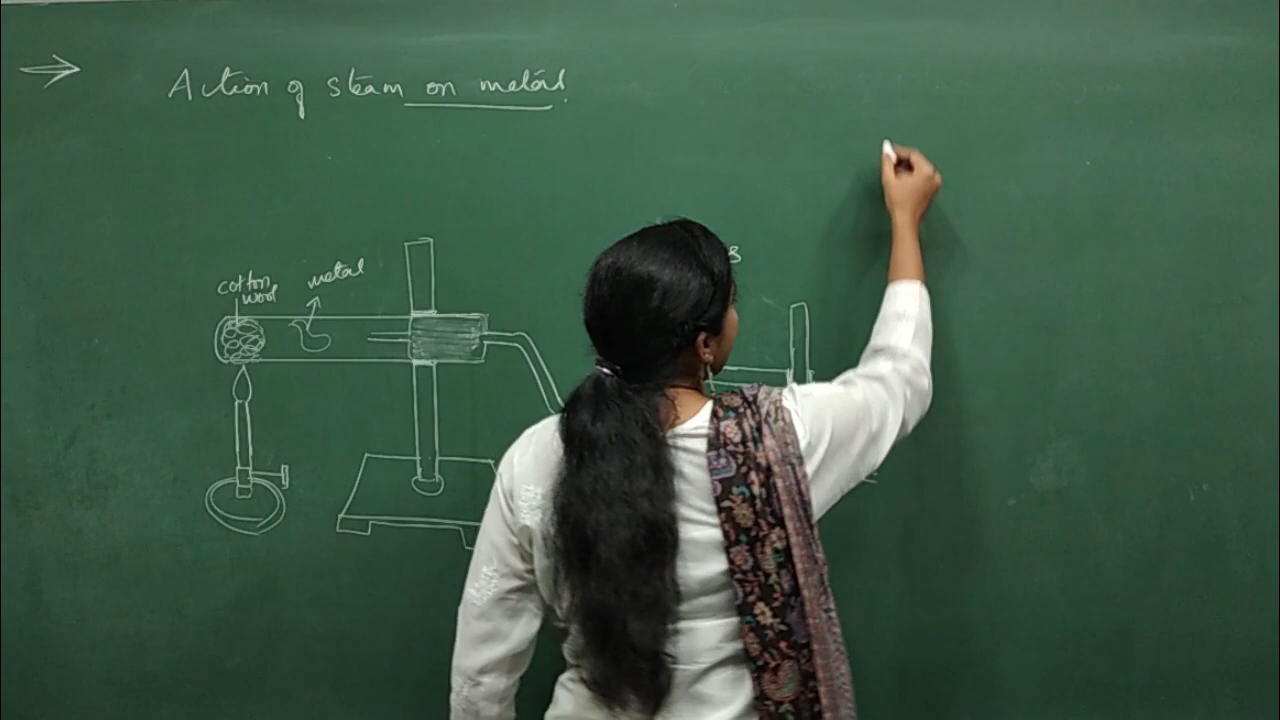 Action of steam on metal.
cotton
wool
metal